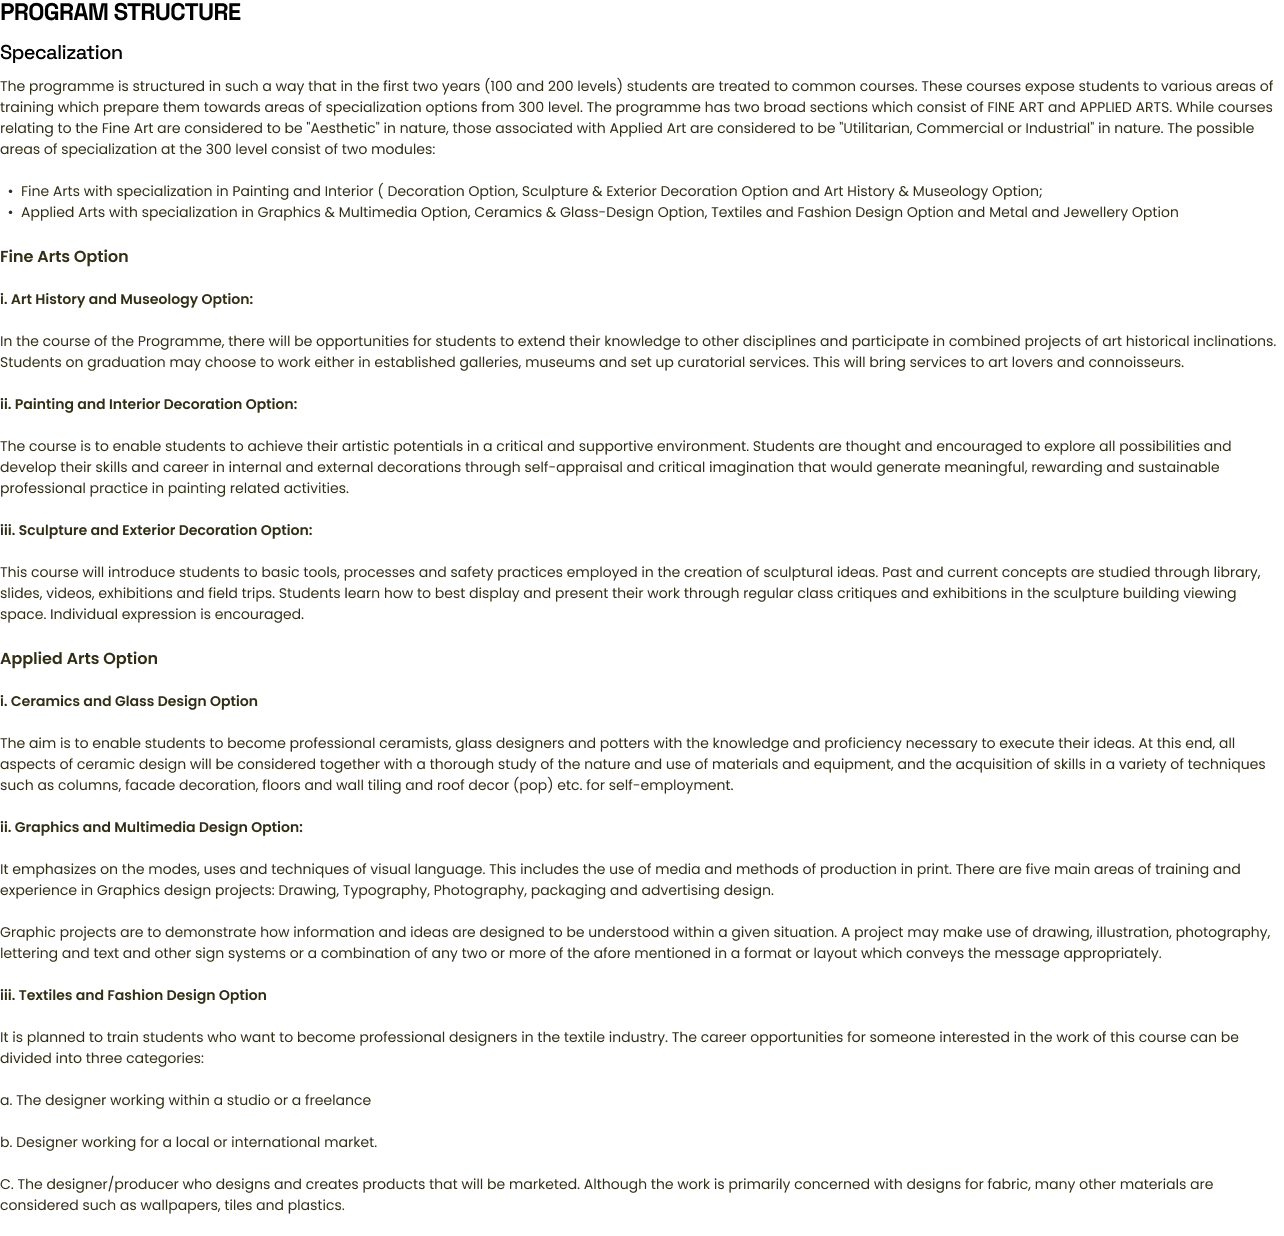 PROGRAM STRUCTURE
Specalization
The programme is structured in such a way that in the first two years (100 and 200 levels) students are treated to common courses. These courses expose students to various areas of
training which prepare them towards areas of specialization options from 300 level. The programme has two broad sections which consist of FINE ART and APPLIED ARTS. While courses
relating to the Fine Art are considered to be "Aesthetic" in nature, those associated with Applied Art are considered to be "Utilitarian, Commercial or Industrial" in nature. The possible
areas of specialization at the 300 level consist of two modules:
• Fine Arts with specialization in Painting and Interior ( Decoration Option, Sculpture & Exterior Decoration Option and Art History & Museology Option;
• Applied Arts with specialization in Graphics & Multimedia Option, Ceramics & Glass-Design Option, Textiles and Fashion Design Option and Metal and Jewellery Option
Fine Arts Option
i. Art History and Museology Option:
In the course of the Programme, there will be opportunities for students to extend their knowledge to other disciplines and participate in combined projects of art historical inclinations.
Students on graduation may choose to work either in established galleries, museums and set up curatorial services. This will bring services to art lovers and connoisseurs.
ii. Painting and Interior Decoration Option:
The course is to enable students to achieve their artistic potentials in a critical and supportive environment. Students are thought and encouraged to explore all possibilities and
develop their skills and career in internal and external decorations through self-appraisal and critical imagination that would generate meaningful, rewarding and sustainable
professional practice in painting related activities.
iii. Sculpture and Exterior Decoration Option:
This course will introduce students to basic tools, processes and safety practices employed in the creation of sculptural ideas. Past and current concepts are studied through library,
slides, videos, exhibitions and field trips. Students learn how to best display and present their work through regular class critiques and exhibitions in the sculpture building viewing
space. Individual expression is encouraged.
Applied Arts Option
i. Ceramics and Glass Design Option
The aim is to enable students to become professional ceramists, glass designers and potters with the knowledge and proficiency necessary to execute their ideas. At this end, all
aspects of ceramic design will be considered together with a thorough study of the nature and use of materials and equipment, and the acquisition of skills in a variety of techniques
such as columns, facade decoration, floors and wall tiling and roof decor (pop) etc. for self-employment.
ii. Graphics and Multimedia Design Option:
It emphasizes on the modes, uses and techniques of visual language. This includes the use of media and methods of production in print. There are five main areas of training and
experience in Graphics design projects: Drawing, Typography, Photography, packaging and advertising design.
Graphic projects are to demonstrate how information and ideas are designed to be understood within a given situation. A project may make use of drawing, illustration, photography,
lettering and text and other sign systems or a combination of any two or more of the afore mentioned in a format or layout which conveys the message appropriately.
iii. Textiles and Fashion Design Option
It is planned to train students who want to become professional designers in the textile industry. The career opportunities for someone interested in the work of this course can be
divided into three categories:
a. The designer working within a studio or a freelance
b. Designer working for a local or international market.
C. The designer/producer who designs and creates products that will be marketed. Although the work is primarily concerned with designs for fabric, many other materials are
considered such as wallpapers, tiles and plastics.